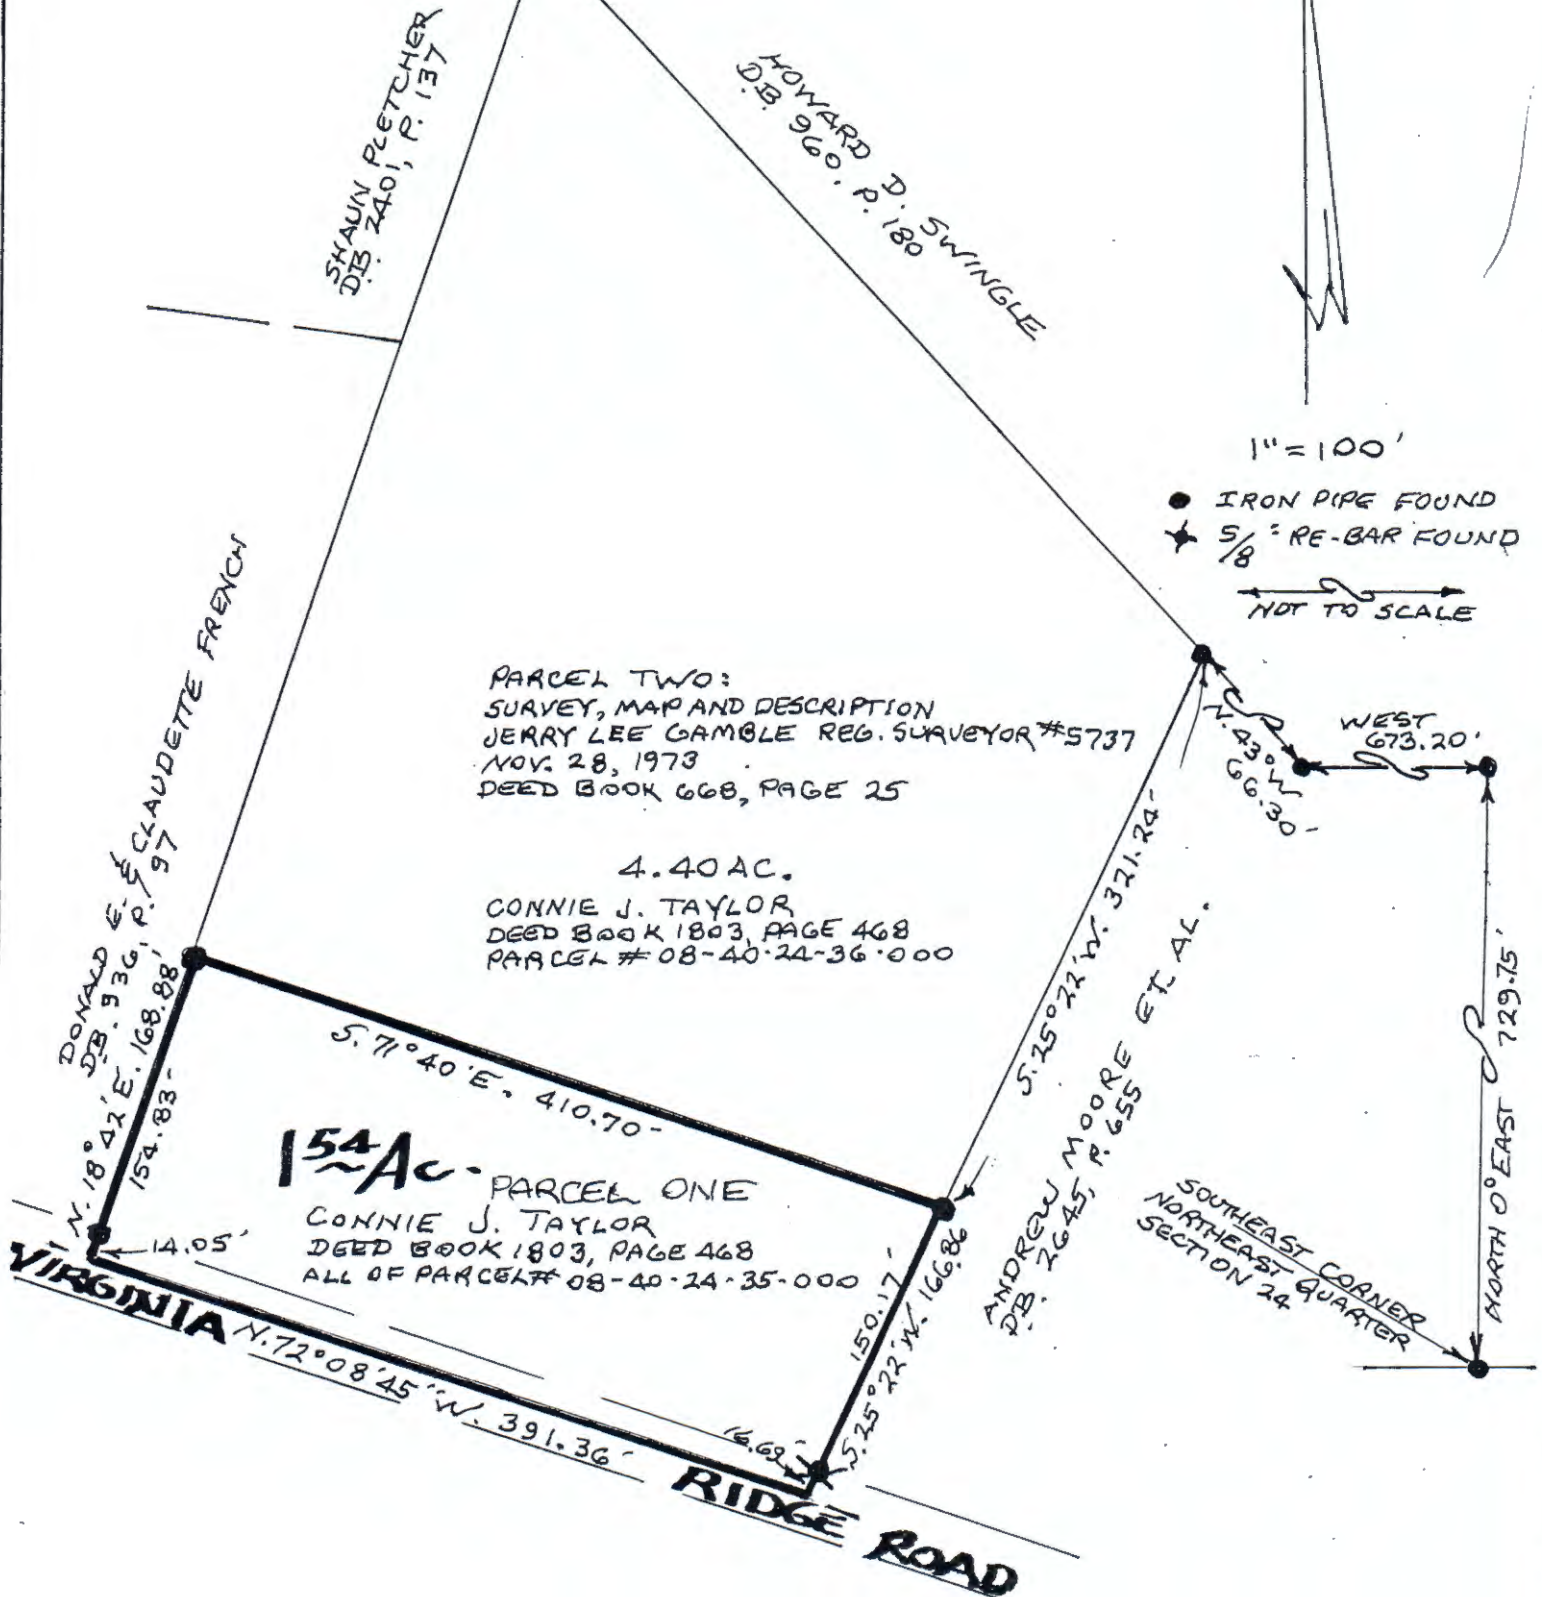 SHAUN PLETCHER
D.B. 2401, P. 137
HOWARD D. SWINGLE
D.B. 960, P. 180
1" = 100'
IRON PIPE FOUND
5/8" RE-BAR FOUND
NOT TO SCALE
DONALD E. & CLAUDETTE FRENCH
D.B. 936, P. 197
PARCEL TWO:
SURVEY, MAP AND DESCRIPTION
JERRY LEE GAMBLE REG. SURVEYOR #5737
NOV. 28, 1973
DEED BOOK 668, PAGE 25
4.40 AC.
CONNIE J. TAYLOR
DEED BOOK 1803, PAGE 468
PARCEL # 08-40-24-36-000
N. 43° W
66.30'
WEST
673.20'
S. 25° 22' W. 321.24'
ANDREW MOORE ET. AL.
D.B. 2645, P. 655
NORTH 0° EAST 729.75'
SOUTHEAST CORNER
NORTHEAST QUARTER
SECTION 24
N. 18° 42' E. 168.88'
154.83'
S. 71° 40' E. 410.70'
1 54 Ac. PARCEL ONE
CONNIE J. TAYLOR
DEED BOOK 1803, PAGE 468
ALL OF PARCEL # 08-40-24-35-000
14.05'
150.17'
S. 25° 22' W. 166.86
16.69'
N. 72° 08' 45" W. 391.36'
VIRGINIA RIDGE ROAD